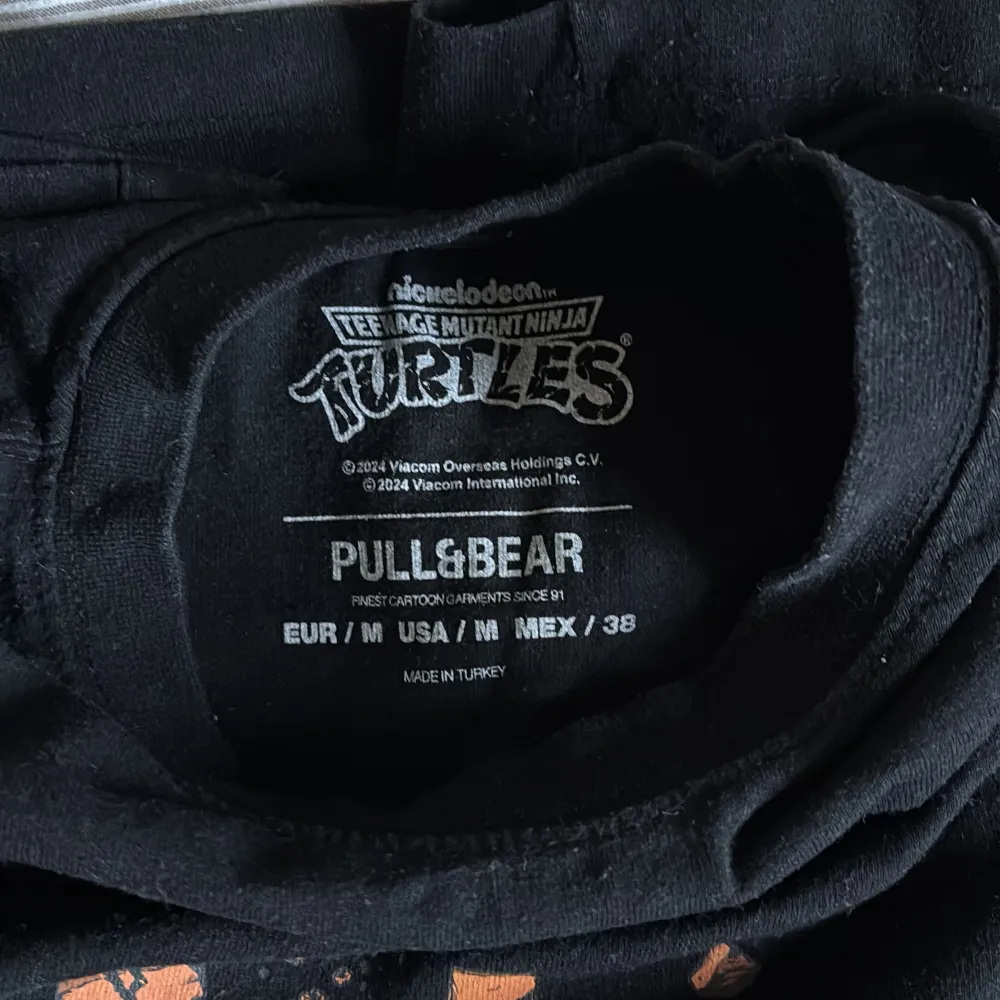 nickelodeon™
TEENAGE MUTANT NINJA
TURTLES®
©2024 Viacom Overseas Holdings C.V.
©2024 Viacom International Inc.
PULL&BEAR
FINEST CARTOON GARMENTS SINCE 91
EUR / M USA / M MEX / 38
MADE IN TURKEY